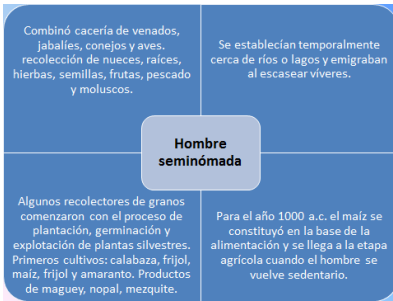 Combinó cacería de venados,
jabalíes, conejos y aves.
recolección de nueces, raíces,
hierbas, semillas, frutas, pescado
y moluscos.
Se establecían temporalmente
cerca de ríos o lagos y emigraban
al escasear víveres.
Hombre
seminómada
Algunos recolectores de granos
comenzaron con el proceso de
plantación, germinación y
explotación de plantas silvestres.
Primeros cultivos: calabaza, frijol,
maíz, frijol y amaranto. Productos
de maguey, nopal, mezquite.
Para el año 1000 a.c. el maíz se
constituyó en la base de la
alimentación y se llega a la etapa
agrícola cuando el hombre se
vuelve sedentario.